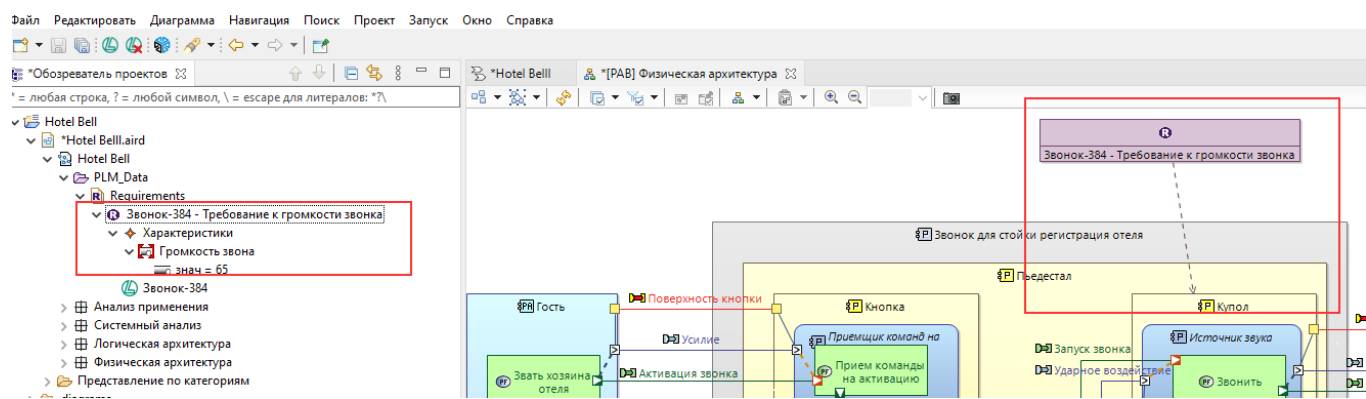 Файл Редактировать Диаграмма Навигация Поиск Проект Запуск Окно Справка
*Обозреватель проектов
*Hotel Belll
*[PAB] Физическая архитектура
* = любая строка, ? = любой символ, \ = escape для литералов: *?\
Hotel Bell
*Hotel Belll.aird
Hotel Bell
PLM_Data
Requirements
Звонок-384 - Требование к громкости звонка
Характеристики
Громкость звона
знач = 65
Звонок-384
Анализ применения
Системный анализ
Логическая архитектура
Физическая архитектура
Представление по категориям
diagrams
R
Звонок-384 - Требование к громкости звонка
Звонок для стойки регистрация отеля
Пьедестал
Гость
Поверхность кнопки
Кнопка
Купол
Усилие
Приемщик команд на
Источник звука
Запуск звонка
Звать хозяина
отеля
Активация звонка
Прием команды
на активацию
Ударное воздействие
Звонить